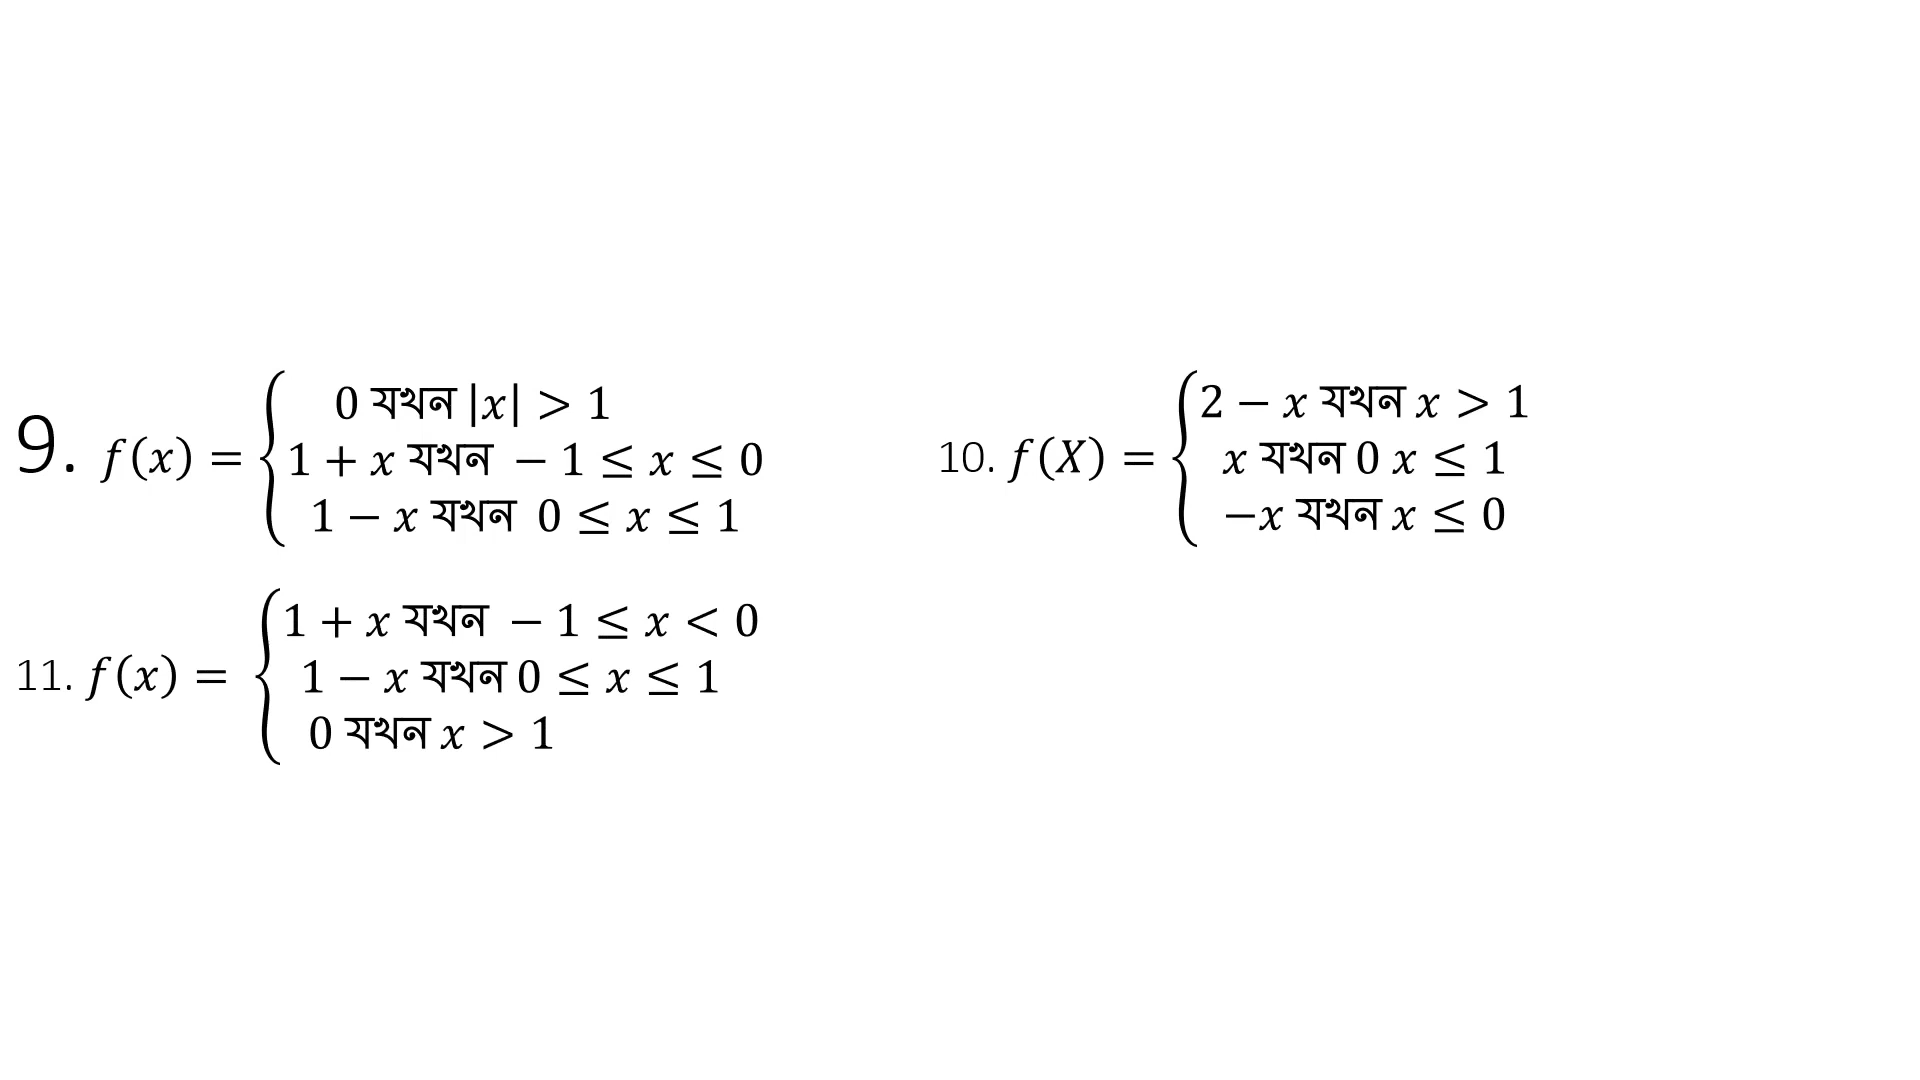 9. f(x) = { 0 যখন |x| > 1
1 + x যখন − 1 ≤ x ≤ 0
1 − x যখন 0 ≤ x ≤ 1
10. f(X) = { 2 − x যখন x > 1
x যখন 0 x ≤ 1
−x যখন x ≤ 0
11. f(x) = { 1 + x যখন − 1 ≤ x < 0
1 − x যখন 0 ≤ x ≤ 1
0 যখন x > 1